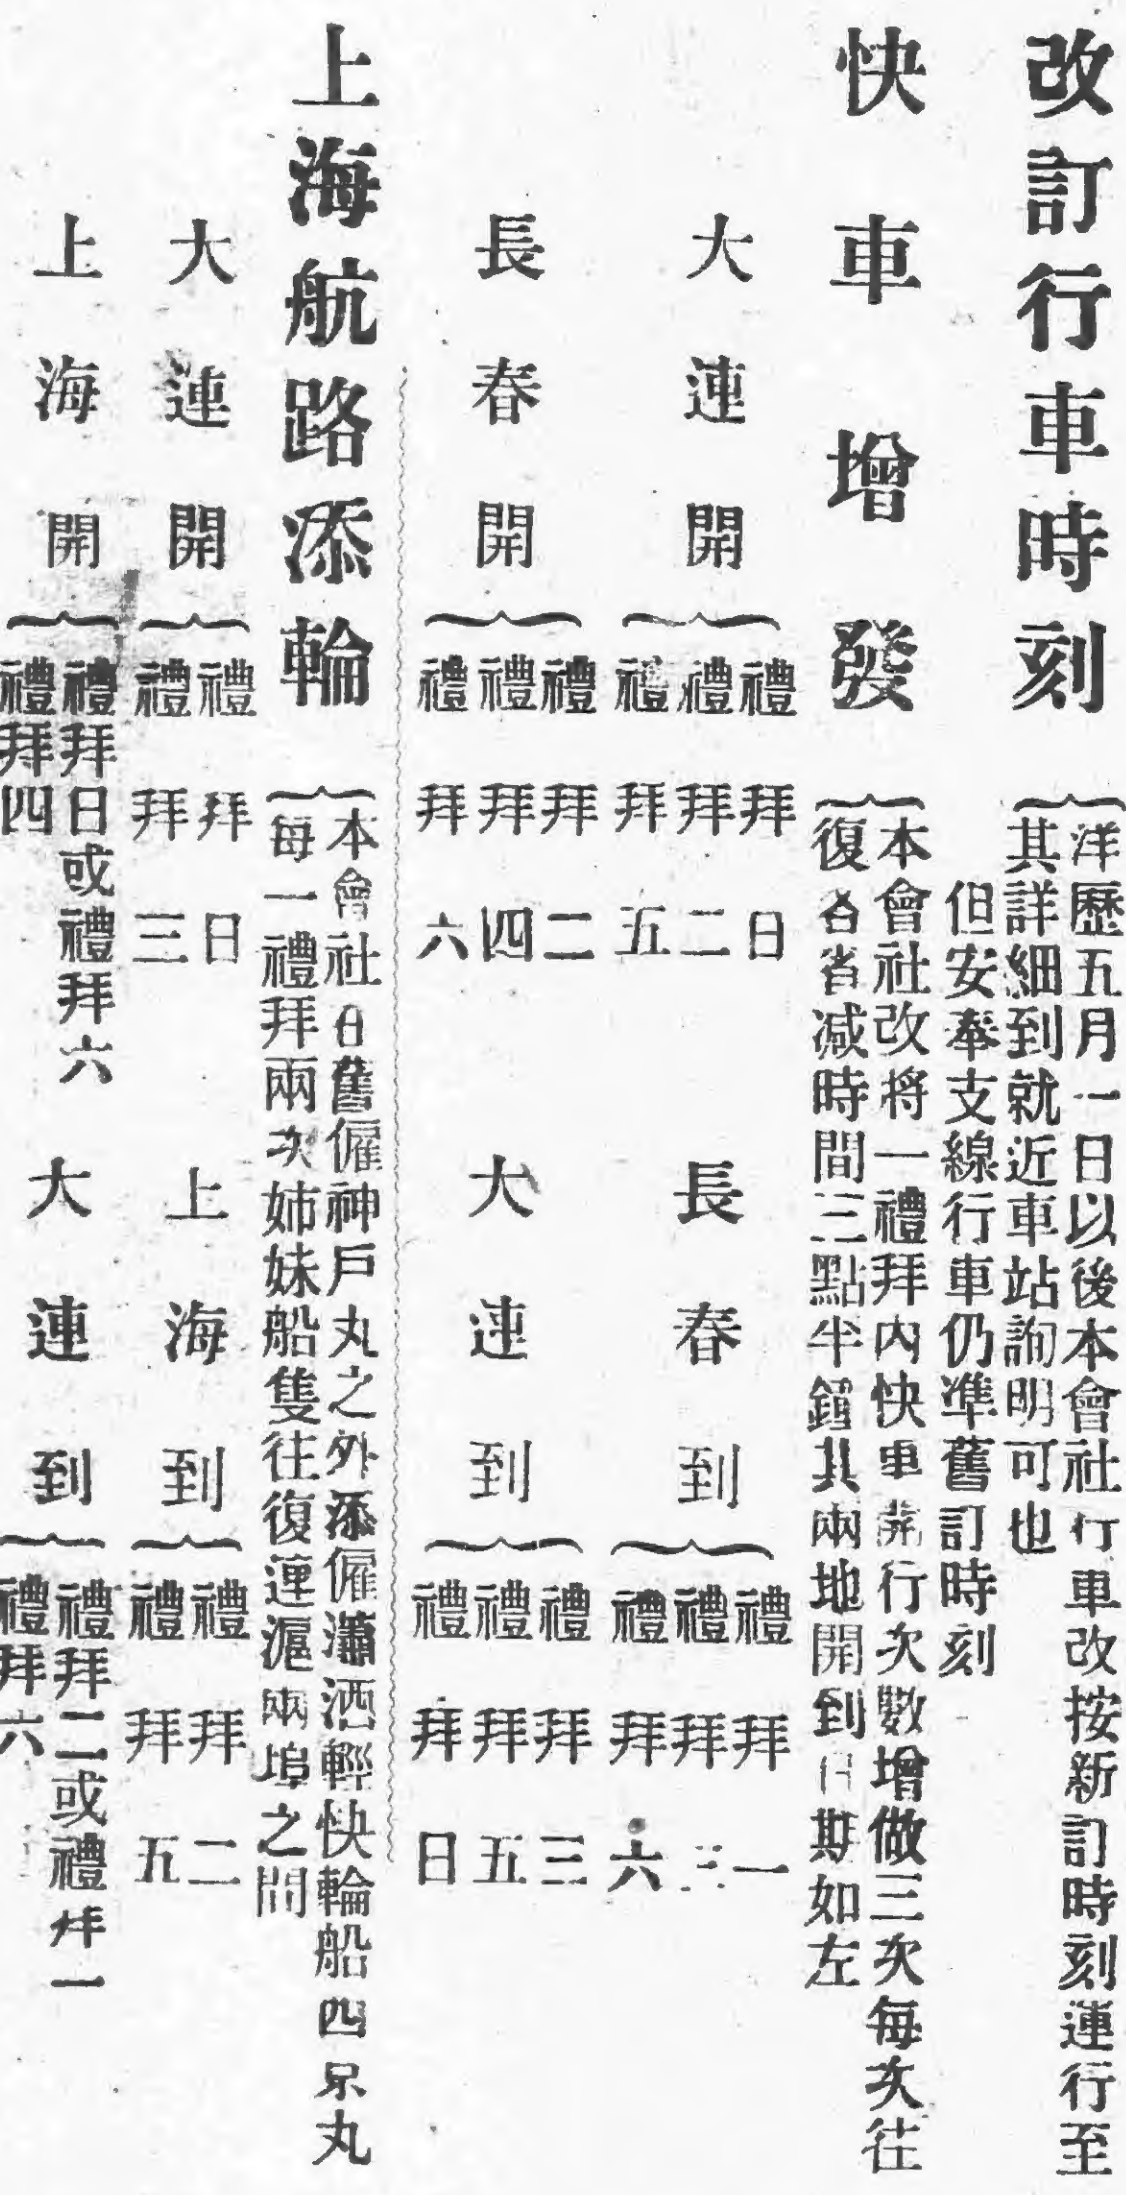 改訂行車時刻
洋歷五月一日以後本會社行車改按新訂時刻運行至
其詳細到就近車站詢明可也
但安奉支線行車仍準舊訂時刻
快車增發
本會社改將一禮拜內快車開行次數增做三次每次往
復各省減時間三點半鐘其兩地開到日期如左
大連開
禮拜日
禮拜二
禮拜五
長春到
禮拜一
禮拜三
禮拜六
長春開
禮拜二
禮拜四
禮拜六
大連到
禮拜三
禮拜五
禮拜日
上海航路添輪
本會社日舊僱神戶丸之外添僱瀟洒輕快輪船四丸
每一禮拜兩次姉妹船隻往復連滬兩埠之間
大連開
禮拜日
禮拜三
上海到
禮拜二
禮拜五
上海開
禮拜日或禮拜六
禮拜四
大連到
禮拜二或禮拜一
禮拜六